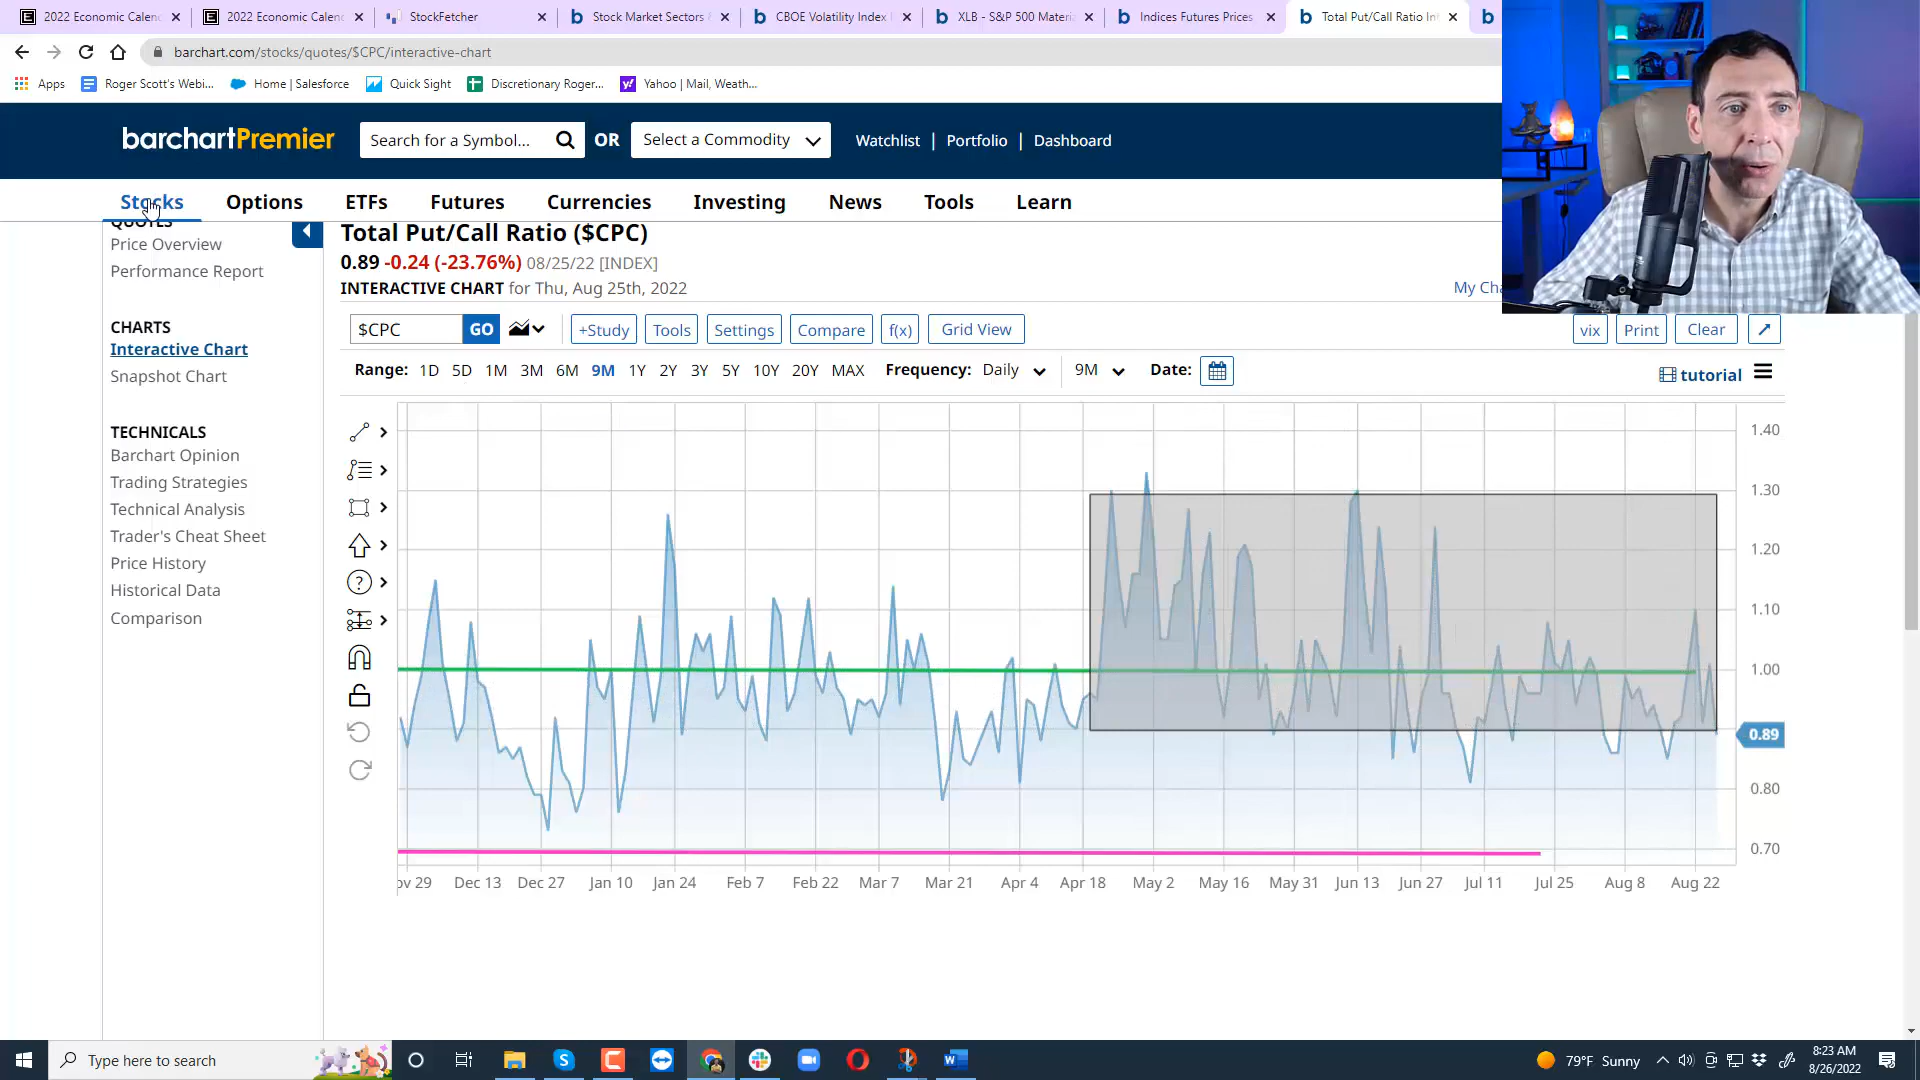 2022 Economic Calen
2022 Economic Calen
StockFetcher
Stock Market Sectors
CBOE Volatility Index
XLB - S&P 500 Materi
Indices Futures Prices
Total Put/Call Ratio In
barchart.com/stocks/quotes/$CPC/interactive-chart
Apps
Roger Scott's Webi...
Home | Salesforce
Quick Sight
Discretionary Roger...
Yahoo | Mail, Weath...
barchartPremier
Search for a Symbol...
OR
Select a Commodity
Watchlist | Portfolio | Dashboard
Stocks
Options
ETFs
Futures
Currencies
Investing
News
Tools
Learn
QUOTES
Price Overview
Performance Report
CHARTS
Interactive Chart
Snapshot Chart
TECHNICALS
Barchart Opinion
Trading Strategies
Technical Analysis
Trader's Cheat Sheet
Price History
Historical Data
Comparison
Total Put/Call Ratio ($CPC)
0.89 -0.24 (-23.76%) 08/25/22 [INDEX]
INTERACTIVE CHART for Thu, Aug 25th, 2022
My Cha
$CPC
GO
+Study
Tools
Settings
Compare
f(x)
Grid View
vix
Print
Clear
Range: 1D 5D 1M 3M 6M 9M 1Y 2Y 3Y 5Y 10Y 20Y MAX
Frequency: Daily
9M
Date:
tutorial
1.40
1.30
1.20
1.10
1.00
0.89
0.80
0.70
ov 29
Dec 13
Dec 27
Jan 10
Jan 24
Feb 7
Feb 22
Mar 7
Mar 21
Apr 4
Apr 18
May 2
May 16
May 31
Jun 13
Jun 27
Jul 11
Jul 25
Aug 8
Aug 22
Type here to search
79°F Sunny
8:23 AM
8/26/2022